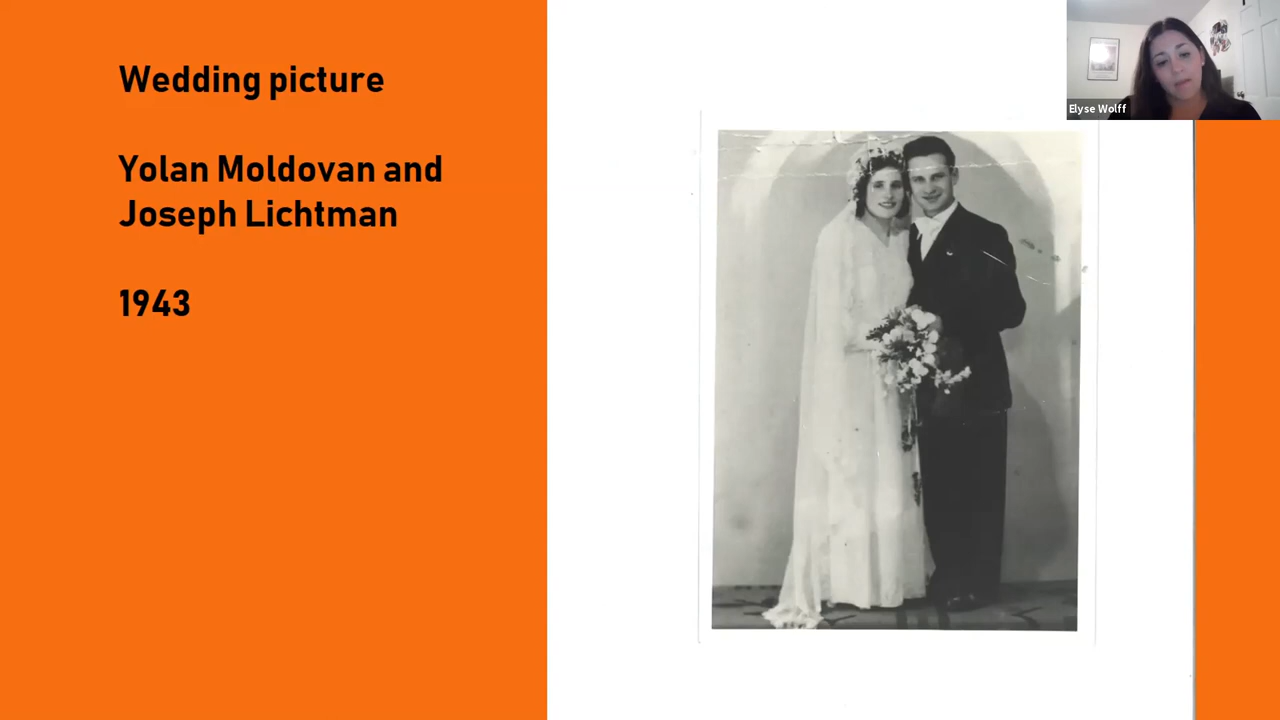 Wedding picture
Yolan Moldovan and
Joseph Lichtman
1943
Elyse Wolff